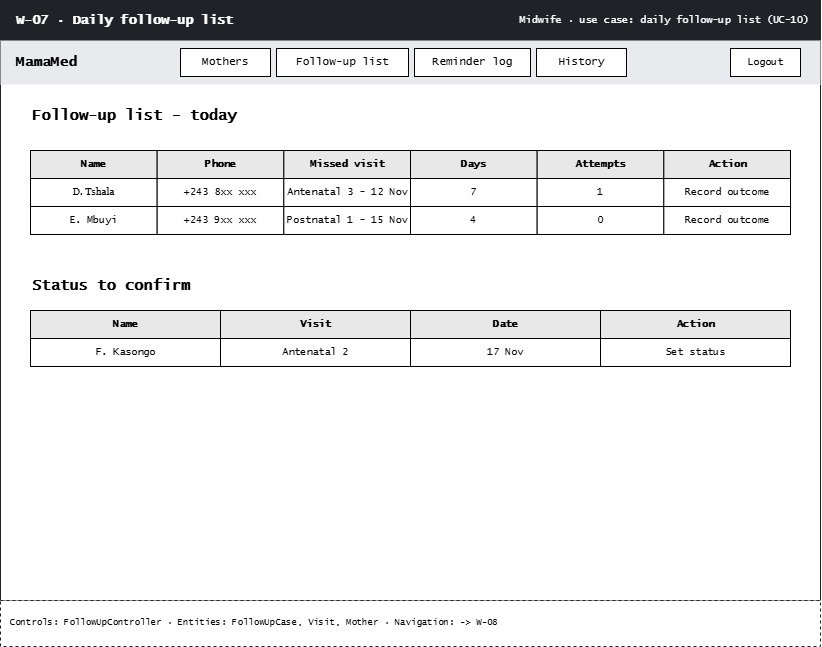 W-07 · Daily follow-up list
Midwife · use case: daily follow-up list (UC-10)
MamaMed
Mothers
Follow-up list
Reminder log
History
Logout
Follow-up list - today
Name Phone Missed visit Days Attempts Action
D. Tshala +243 8xx xxx Antenatal 3 - 12 Nov 7 1 Record outcome
E. Mbuyi +243 9xx xxx Postnatal 1 - 15 Nov 4 0 Record outcome
Status to confirm
Name Visit Date Action
F. Kasongo Antenatal 2 17 Nov Set status
Controls: FollowUpController · Entities: FollowUpCase, Visit, Mother · Navigation: -> W-08